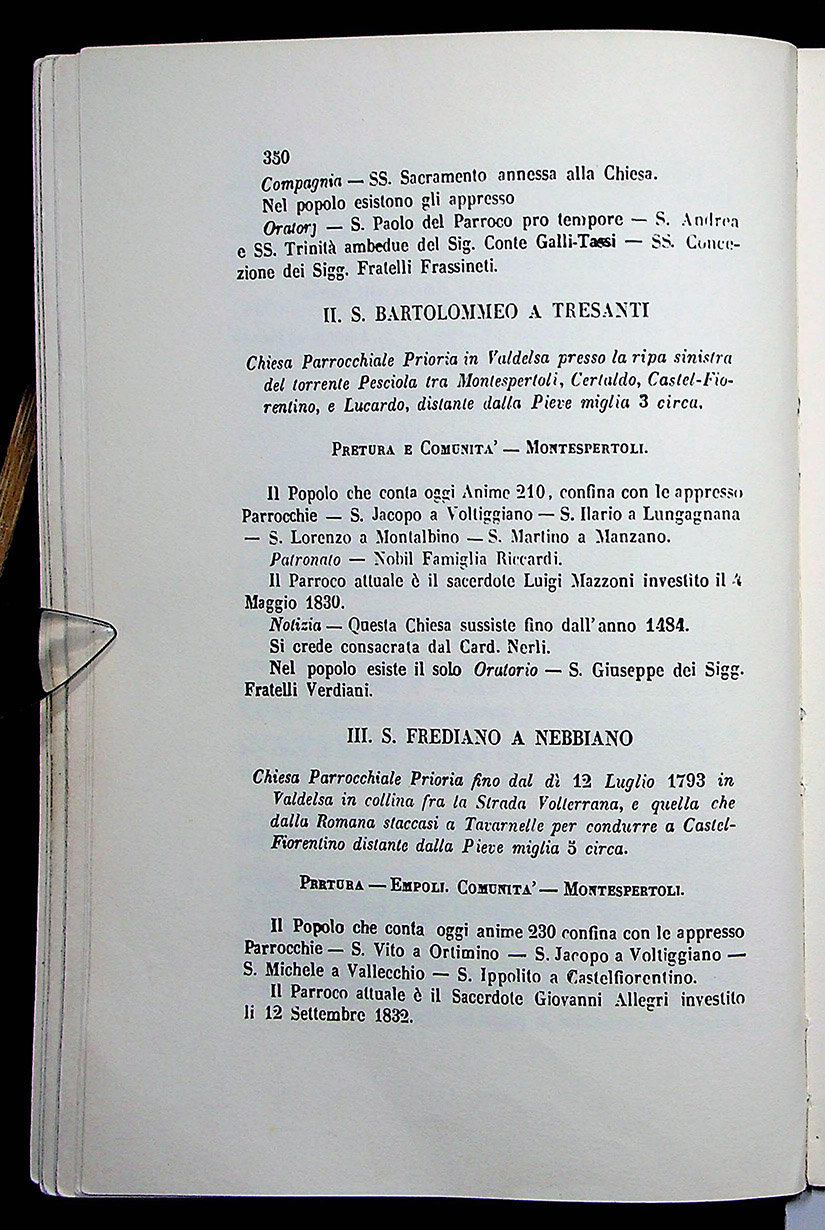 350
Compagnia — SS. Sacramento annessa alla Chiesa.
Nel popolo esistono gli appresso
Oratorj — S. Paolo del Parroco pro tempore — S. Andrea
e SS. Trinità ambedue del Sig. Conte Galli-Tassi — SS. Conce-
zione dei Sigg. Fratelli Frassineti.
II. S. BARTOLOMMEO A TRESANTI
Chiesa Parrocchiale Prioria in Valdelsa presso la ripa sinistra
del torrente Pesciola tra Montespertoli, Certaldo, Castel-Fio-
rentino, e Lucardo, distante dalla Pieve miglia 3 circa.
PRETURA E COMUNITA' — MONTESPERTOLI.
Il Popolo che conta oggi Anime 210, confina con le appresso
Parrocchie — S. Jacopo a Voltiggiano — S. Ilario a Lungagnana
— S. Lorenzo a Montalbino — S. Martino a Manzano.
Patronato — Nobil Famiglia Riccardi.
Il Parroco attuale è il sacerdote Luigi Mazzoni investito il 4
Maggio 1830.
Notizia — Questa Chiesa sussiste fino dall'anno 1484.
Si crede consacrata dal Card. Nerli.
Nel popolo esiste il solo Oratorio — S. Giuseppe dei Sigg.
Fratelli Verdiani.
III. S. FREDIANO A NEBBIANO
Chiesa Parrocchiale Prioria fino dal dì 12 Luglio 1793 in
Valdelsa in collina fra la Strada Volterrana, e quella che
dalla Romana staccasi a Tavarnelle per condurre a Castel-
Fiorentino distante dalla Pieve miglia 5 circa.
PRETURA — EMPOLI. COMUNITA' — MONTESPERTOLI.
Il Popolo che conta oggi anime 230 confina con le appresso
Parrocchie — S. Vito a Ortimino — S. Jacopo a Voltiggiano —
S. Michele a Vallecchio — S. Ippolito a Castelfiorentino.
Il Parroco attuale è il Sacerdote Giovanni Allegri investito
li 12 Settembre 1832.